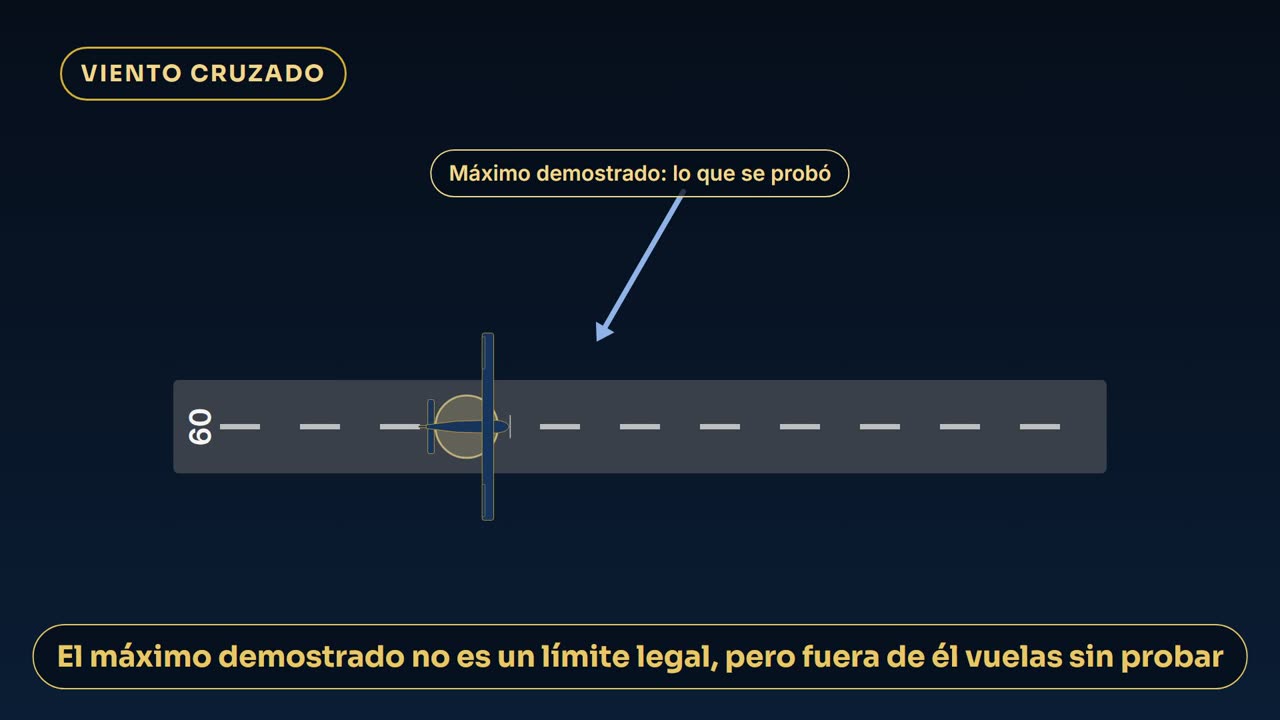 VIENTO CRUZADO
Máximo demostrado: lo que se probó
09
El máximo demostrado no es un límite legal, pero fuera de él vuelas sin probar